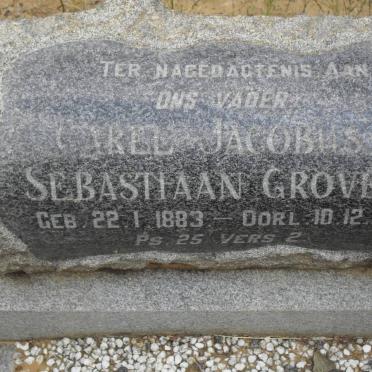 TER NAGEDAGTENIS AAN
ONS VADER
CAREL JACOBUS
SEBASTIAAN GROVE
GEB. 22.1.1883 – OORL. 10.12.
PS 25 VERS 2